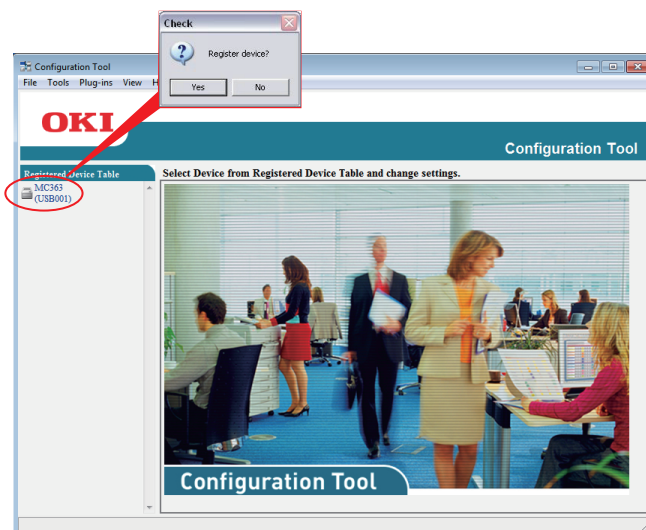 Check
Register device?
Yes No
Configuration Tool
File Tools Plug-ins View H
OKI
Configuration Tool
Registered Device Table
Select Device from Registered Device Table and change settings.
MC363
(USB001)
Configuration Tool